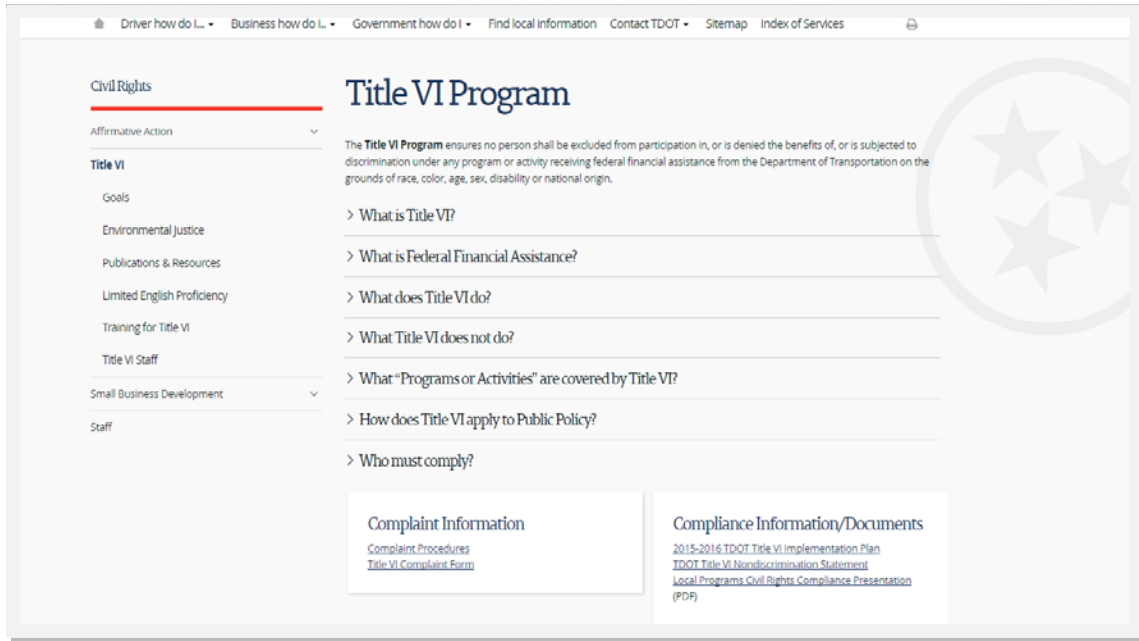 Driver how do I... Business how do I.. Government how do I Find local information Contact TDOT Sitemap Index of Services
Civil Rights
Affirmative Action
Title VI
Goals
Environmental Justice
Publications & Resources
Limited English Proficiency
Training for Title VI
Title VI Staff
Small Business Development
Staff
Title VI Program
The Title VI Program ensures no person shall be excluded from participation in, or is denied the benefits of, or is subjected to
discrimination under any program or activity receiving federal financial assistance from the Department of Transportation on the
grounds of race, color, age, sex, disability or national origin.
What is Title VI?
What is Federal Financial Assistance?
What does Title VI do?
What Title VI does not do?
What “Programs or Activities” are covered by Title VI?
How does Title VI apply to Public Policy?
Who must comply?
Complaint Information
Complaint Procedures
Title VI Complaint Form
Compliance Information/Documents
2015-2016 TDOT Title VI Implementation Plan
TDOT Title VI Nondiscrimination Statement
Local Programs Civil Rights Compliance Presentation
(PDF)